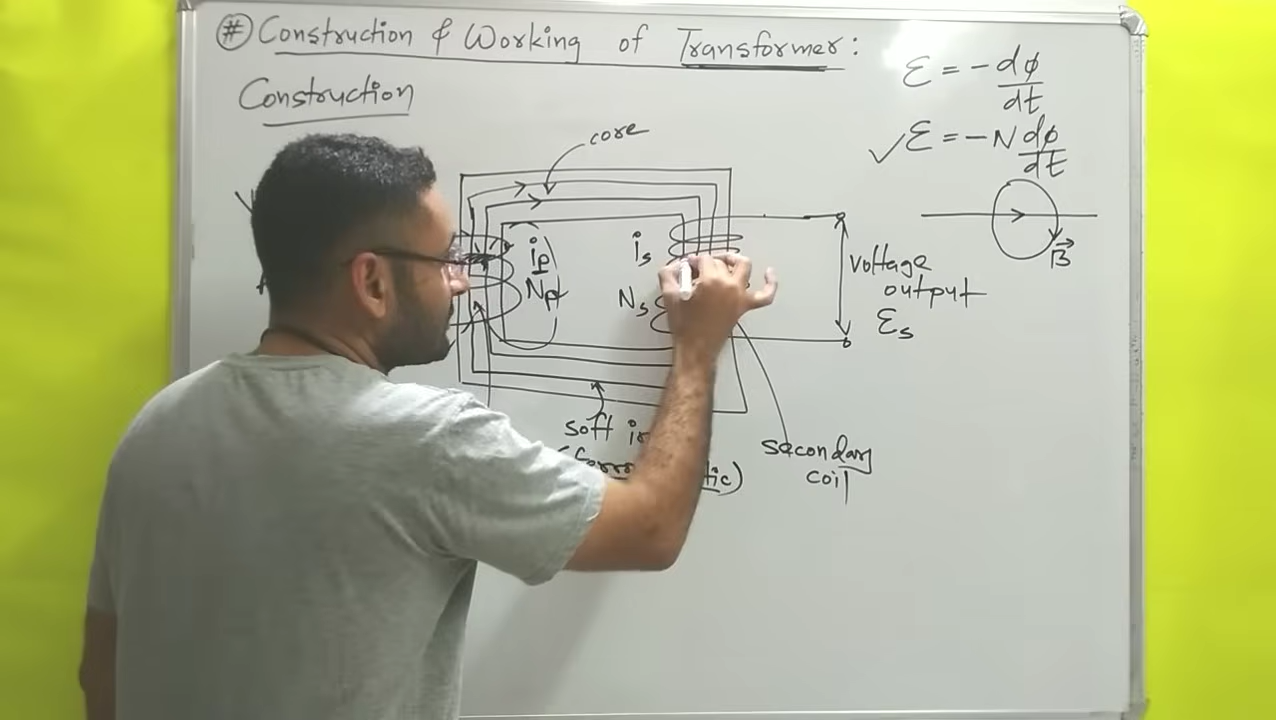 # Construction & Working of Transformer:
Construction
core
ip
Np
is
Ns
voltage
output
εs
soft
secondary
coil
ε = - dφ/dt
✓ ε = - N dφ/dt
B